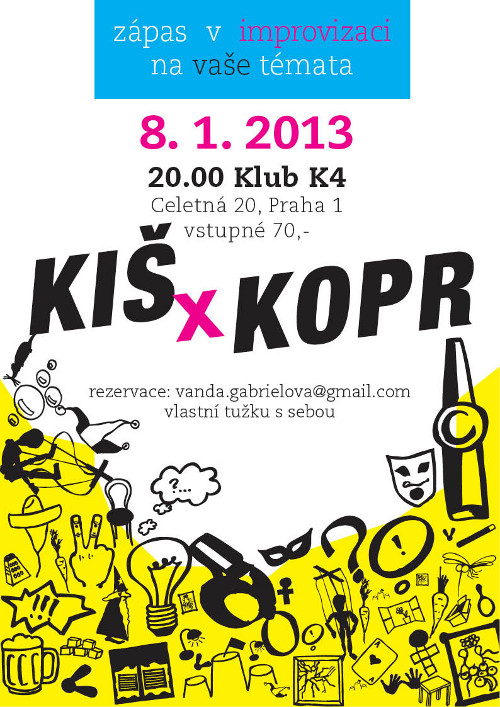 zápas v improvizaci
na vaše témata
8. 1. 2013
20.00 Klub K4
Celetná 20, Praha 1
vstupné 70,-
KIŠ x KOPR
rezervace: vanda.gabrielova@gmail.com
vlastní tužku s sebou
?...
!!!
?
!